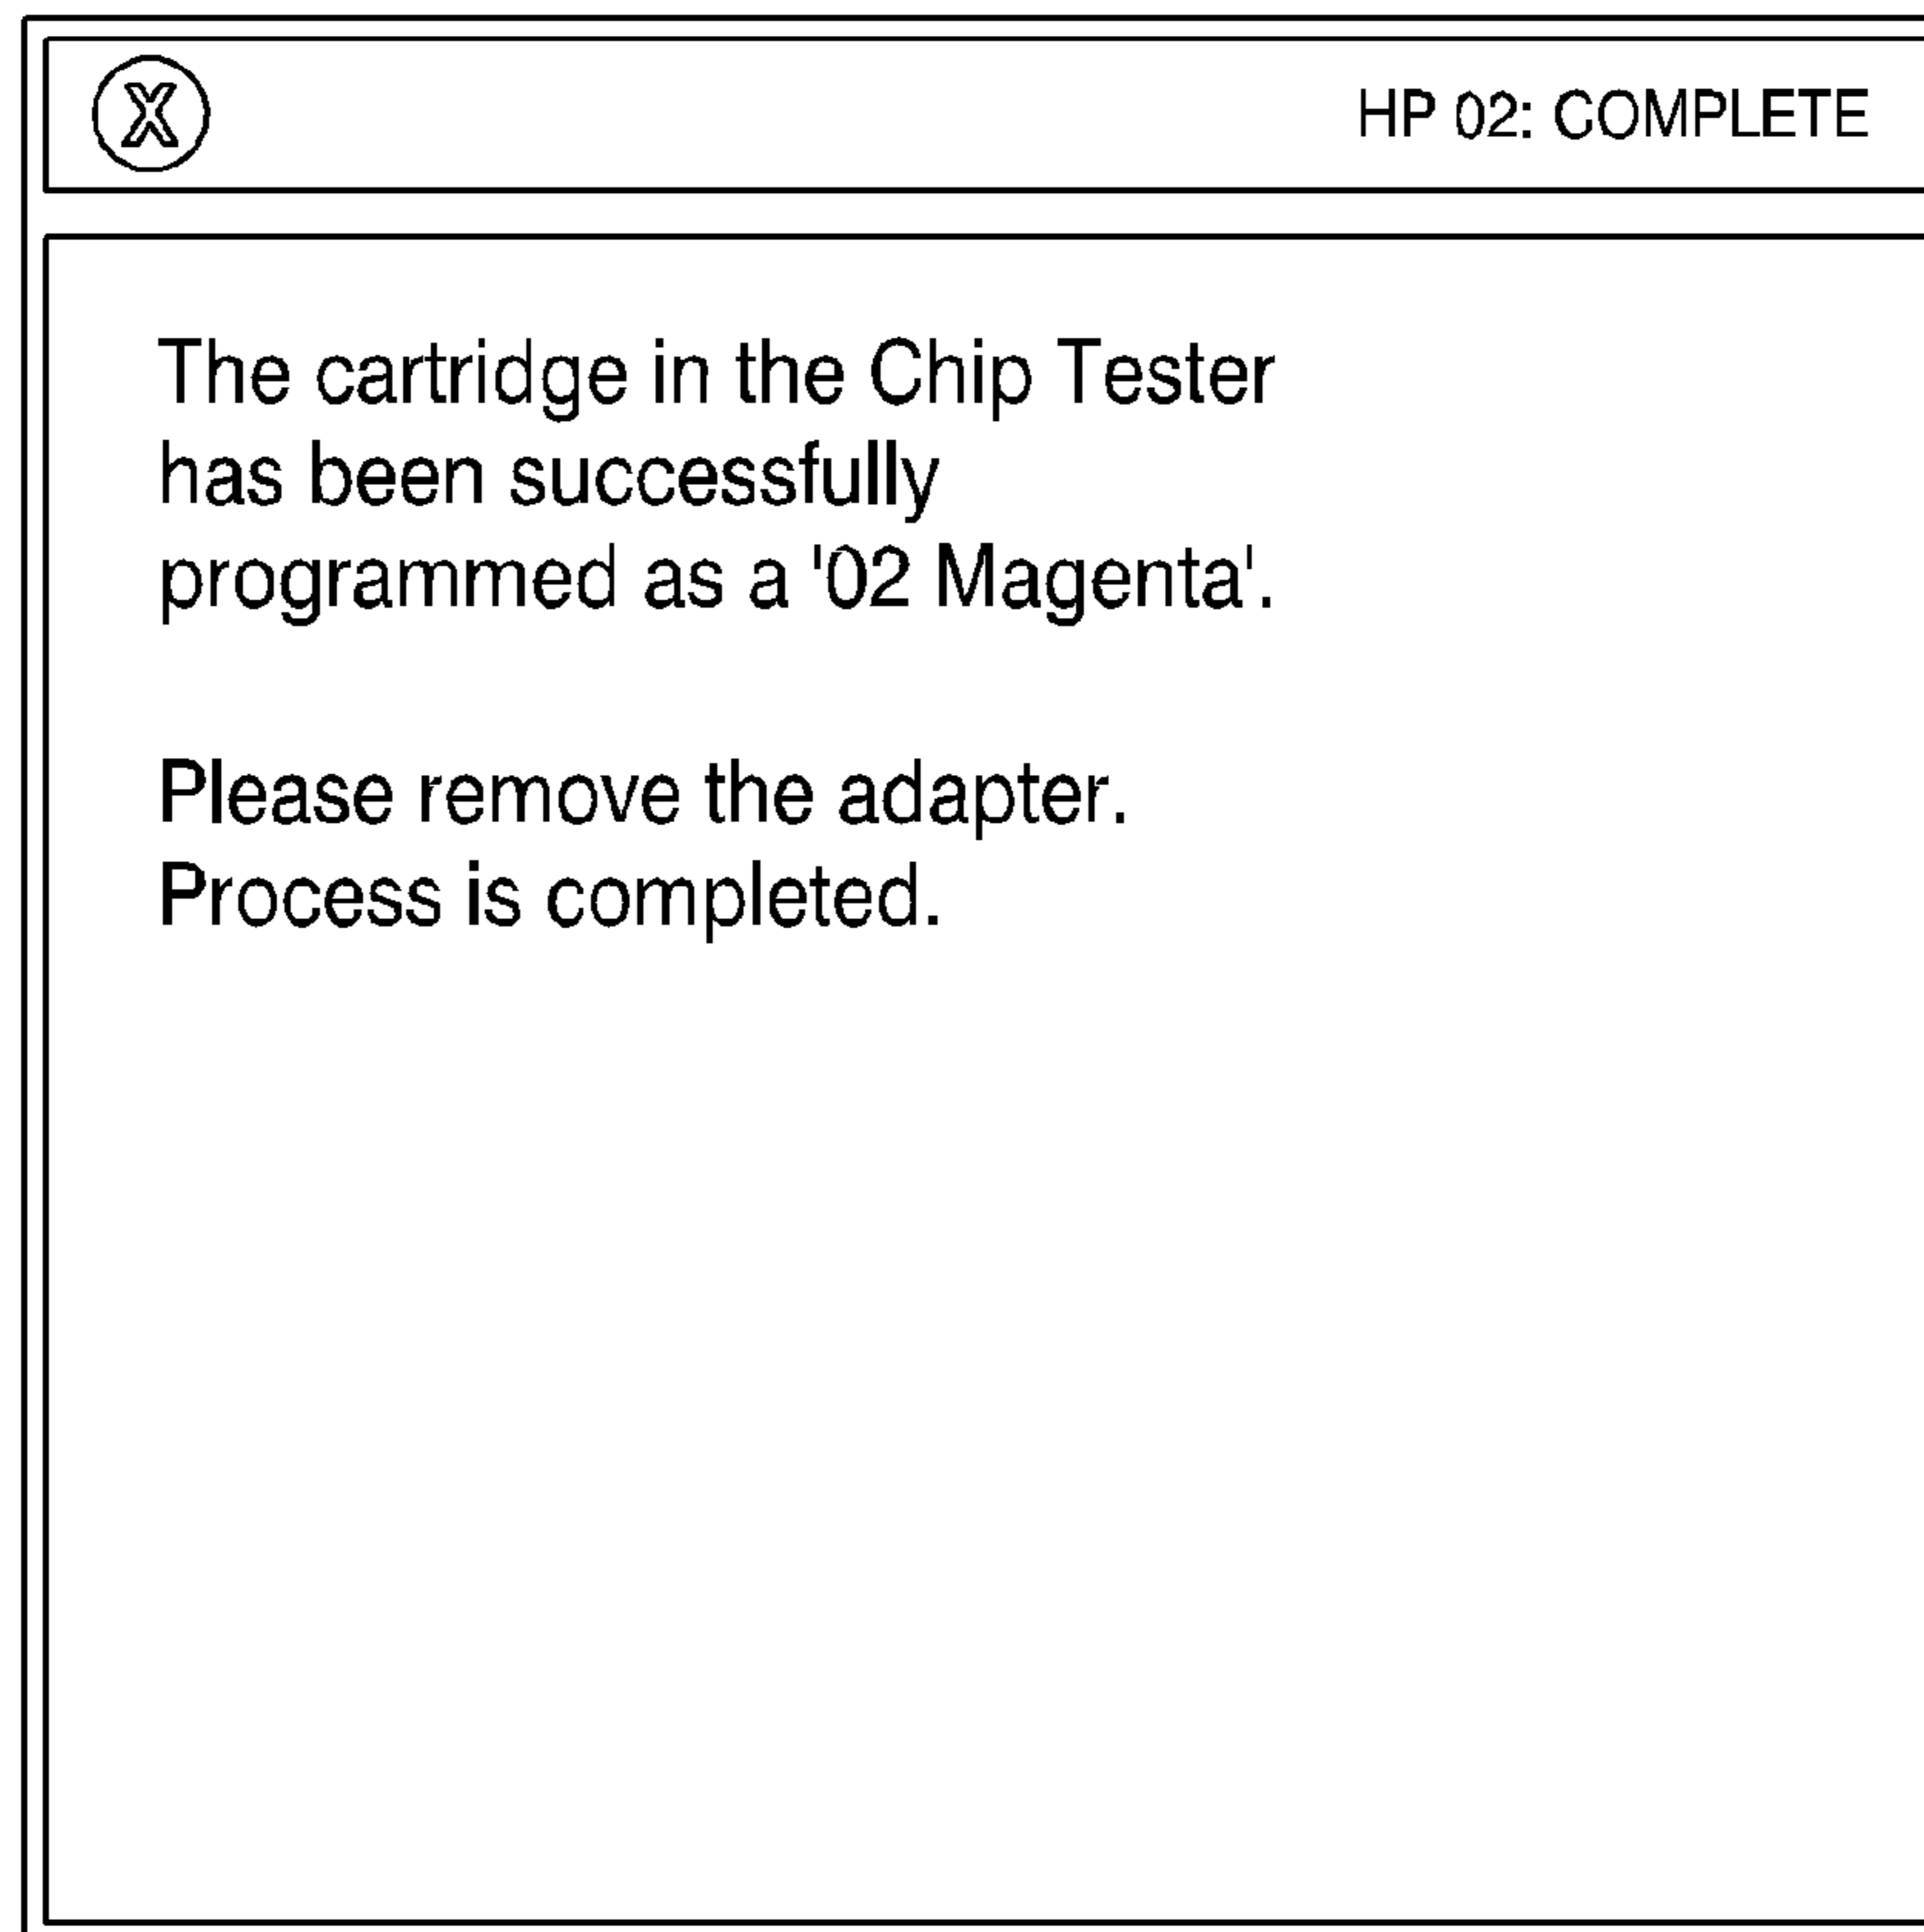 X
HP 02: COMPLETE
The cartridge in the Chip Tester
has been successfully
programmed as a '02 Magenta'.
Please remove the adapter.
Process is completed.